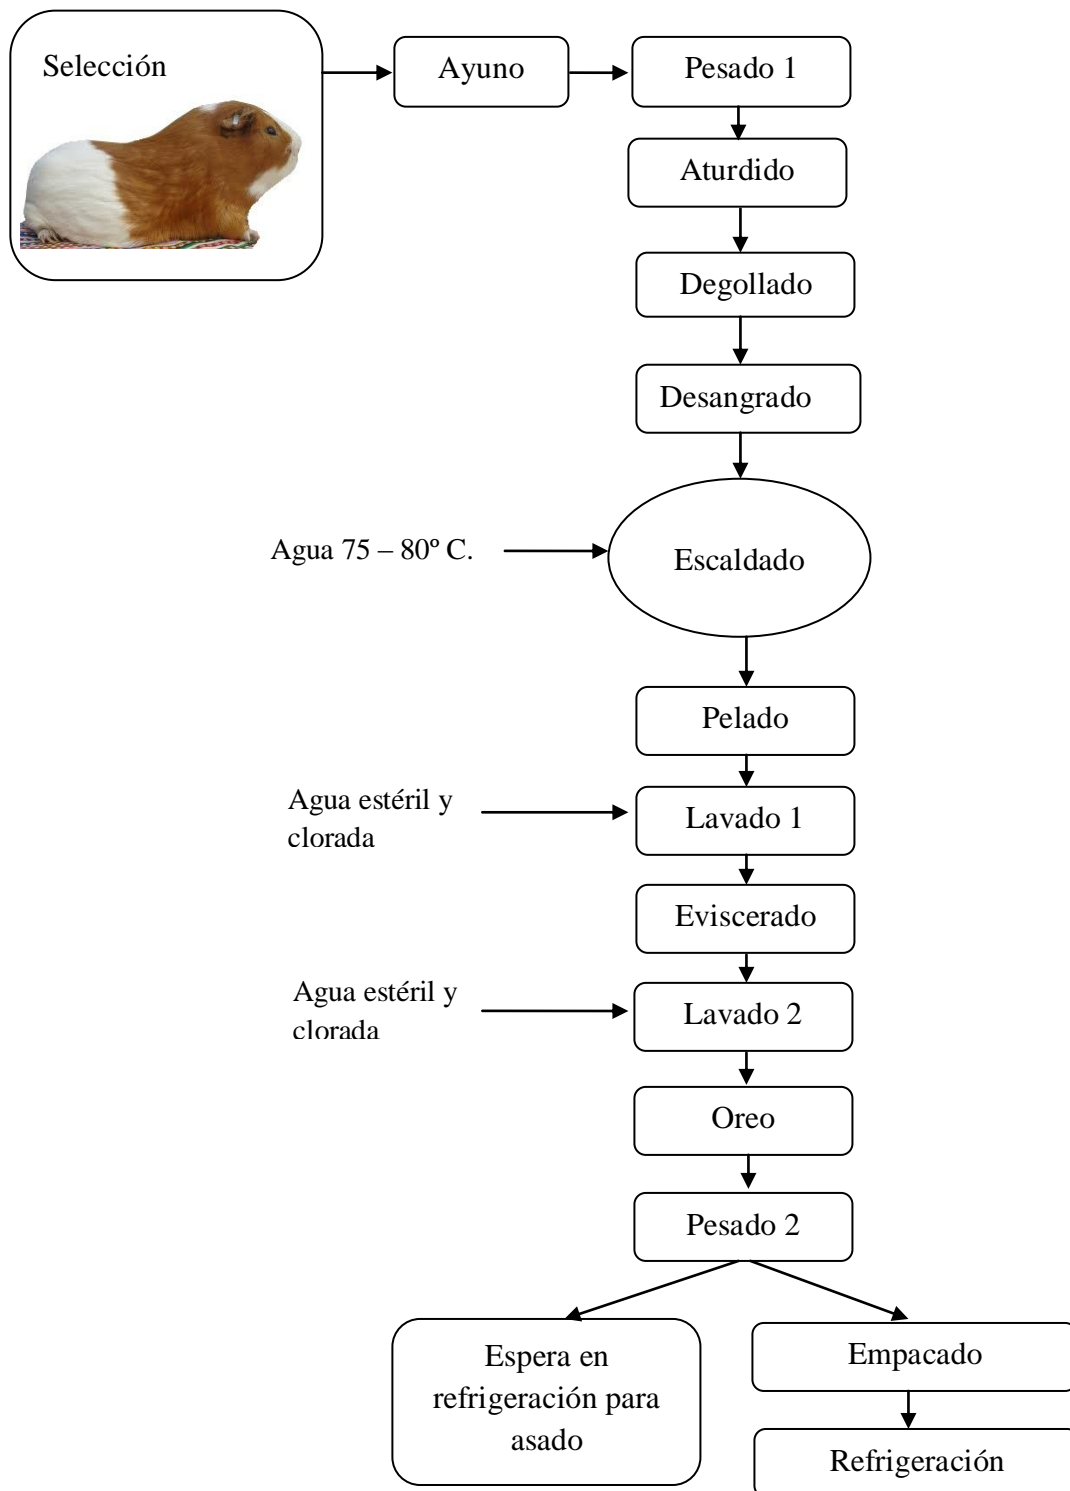 Selección
Ayuno
Pesado 1
Aturdido
Degollado
Desangrado
Agua 75 – 80º C.
Escaldado
Pelado
Agua estéril y
clorada
Lavado 1
Eviscerado
Agua estéril y
clorada
Lavado 2
Oreo
Pesado 2
Espera en
refrigeración para
asado
Empacado
Refrigeración